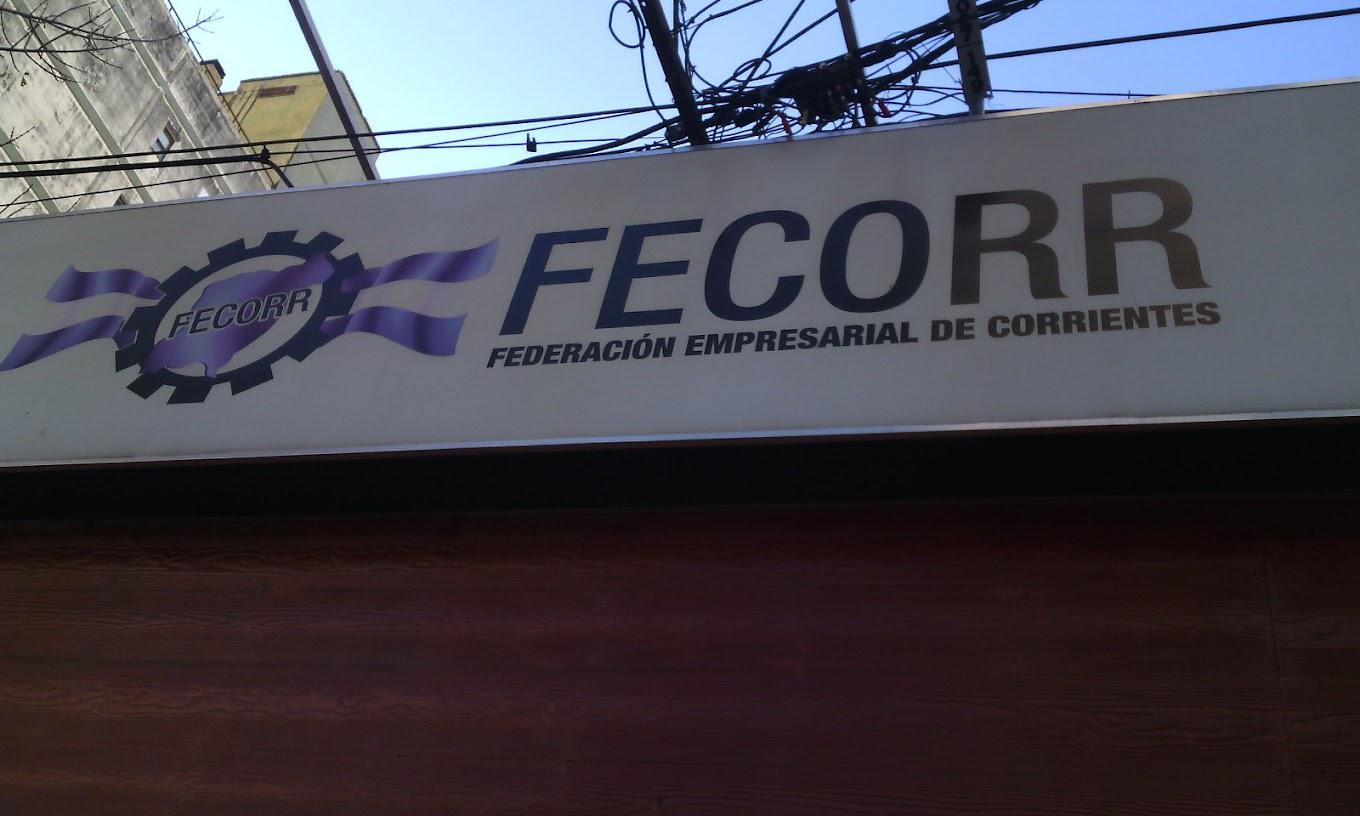 FECORR
FECORR
FEDERACIÓN EMPRESARIAL DE CORRIENTES